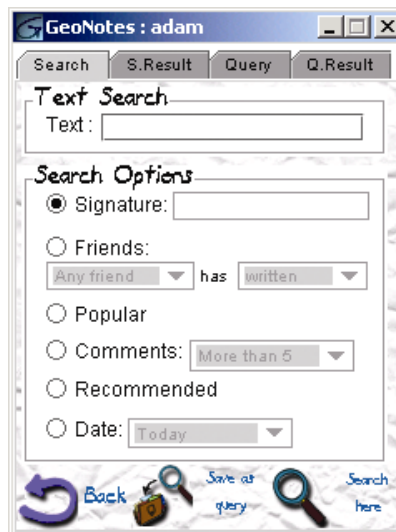 GeoNotes : adam
Search S.Result Query Q.Result
Text Search
Text :
Search Options
Signature:
Friends:
Any friend has written
Popular
Comments: More than 5
Recommended
Date: Today
Back Save as query Search here